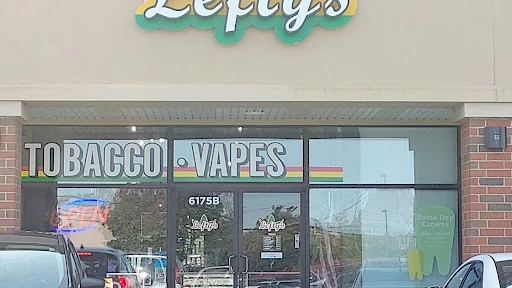 Lefty's
TOBACCO • VAPES
6175B
OPEN
Lefty's
Lefty's
Same Day
Crowns